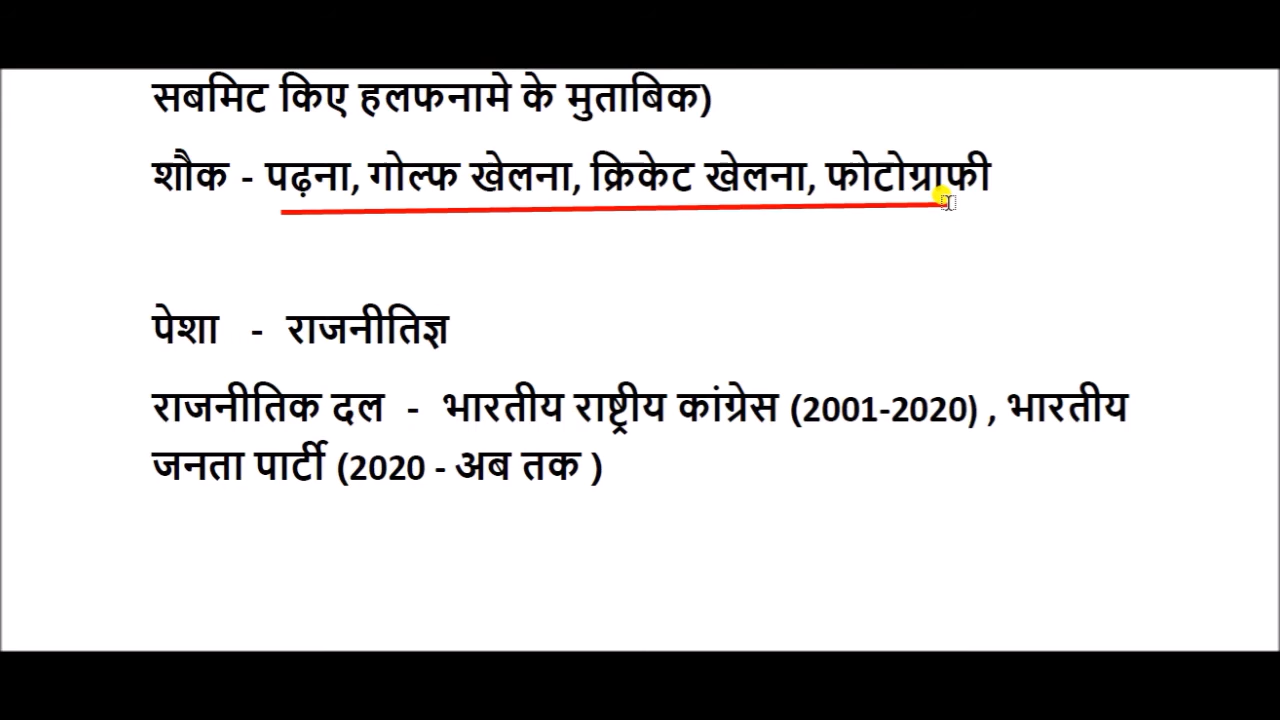 सबमिट किए हलफनामे के मुताबिक)
शौक - पढ़ना, गोल्फ खेलना, क्रिकेट खेलना, फोटोग्राफी
पेशा - राजनीतिज्ञ
राजनीतिक दल - भारतीय राष्ट्रीय कांग्रेस (2001-2020) , भारतीय
जनता पार्टी (2020 - अब तक )